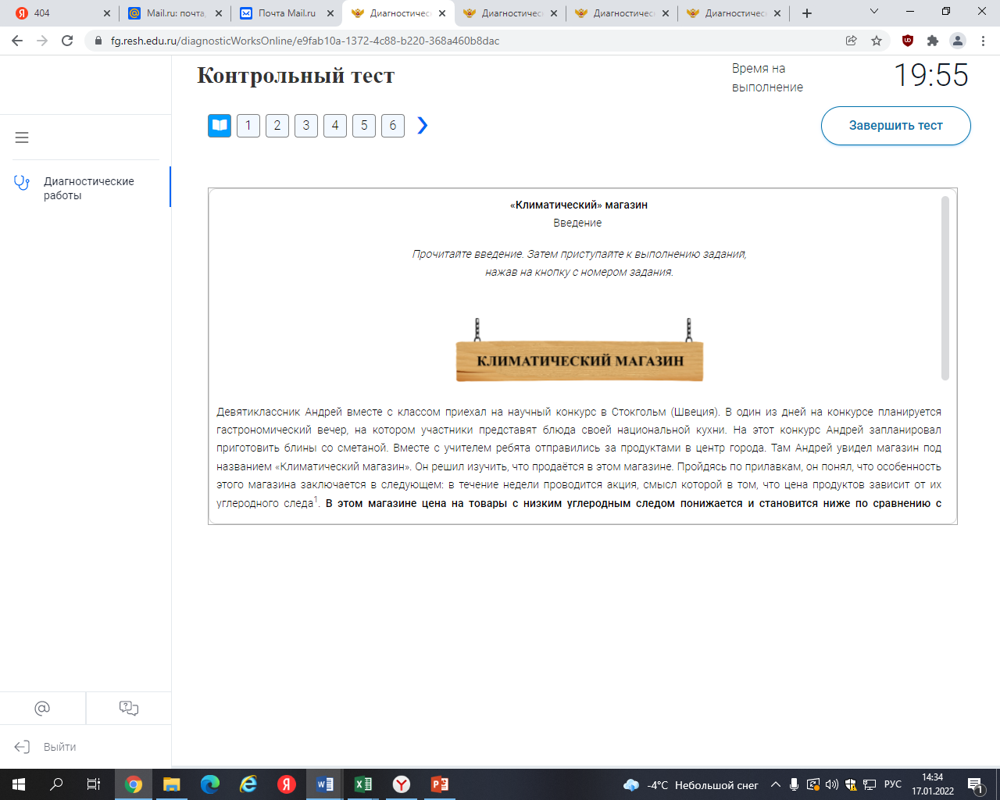 404
Mail.ru: почта,
Почта Mail.ru
Диагностичес
Диагностичес
Диагностичес
Диагностичес
fg.resh.edu.ru/diagnosticWorksOnline/e9fab10a-1372-4c88-b220-368a460b8dac
Контрольный тест
Время на
выполнение
19:55
1 2 3 4 5 6
Завершить тест
Диагностические
работы
«Климатический» магазин
Введение
Прочитайте введение. Затем приступайте к выполнению заданий,
нажав на кнопку с номером задания.
КЛИМАТИЧЕСКИЙ МАГАЗИН
Девятиклассник Андрей вместе с классом приехал на научный конкурс в Стокгольм (Швеция). В один из дней на конкурсе планируется
гастрономический вечер, на котором участники представят блюда своей национальной кухни. На этот конкурс Андрей запланировал
приготовить блины со сметаной. Вместе с учителем ребята отправились за продуктами в центр города. Там Андрей увидел магазин под
названием «Климатический магазин». Он решил изучить, что продаётся в этом магазине. Пройдясь по прилавкам, он понял, что особенность
этого магазина заключается в следующем: в течение недели проводится акция, смысл которой в том, что цена продуктов зависит от их
углеродного следа1. В этом магазине цена на товары с низким углеродным следом понижается и становится ниже по сравнению с
Выйти
-4°C Небольшой снег
РУС
14:34
17.01.2022
1